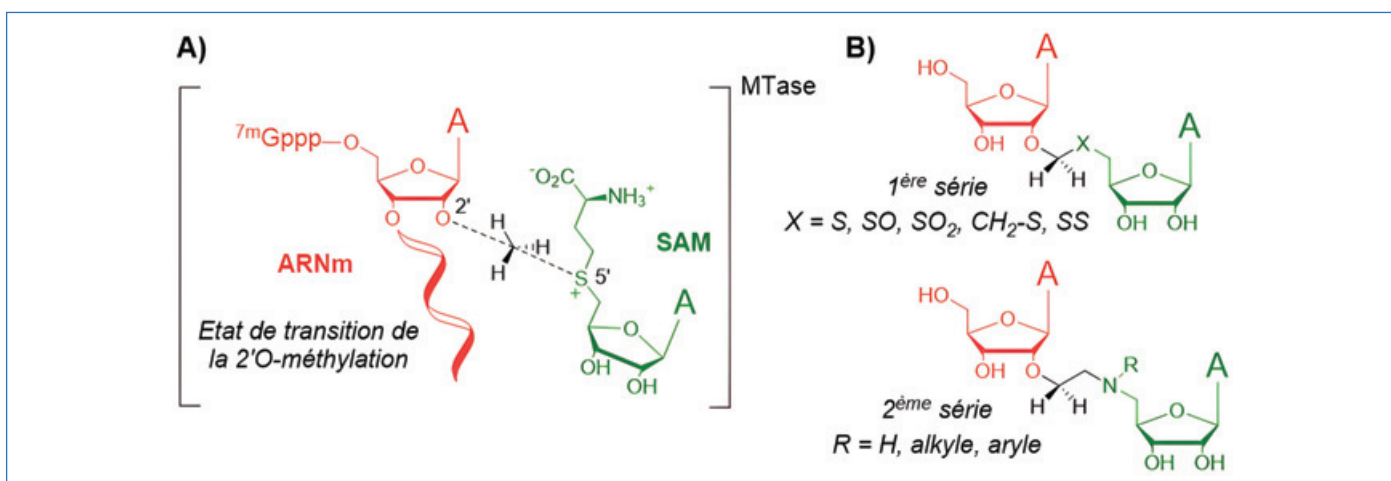 A)
MTase
A
7mGppp
O
O
O
2'
O
ARNm
Etat de transition de
la 2'O-méthylation
H
H
H
-O2C
NH3+
SAM
S
+
5'
A
O
OH
OH
B)
HO
A
O
OH
O
X
H H
A
O
OH OH
1ère série
X = S, SO, SO2, CH2-S, SS
HO
A
O
OH
O
N
R
H H
A
O
OH OH
2ème série
R = H, alkyle, aryle